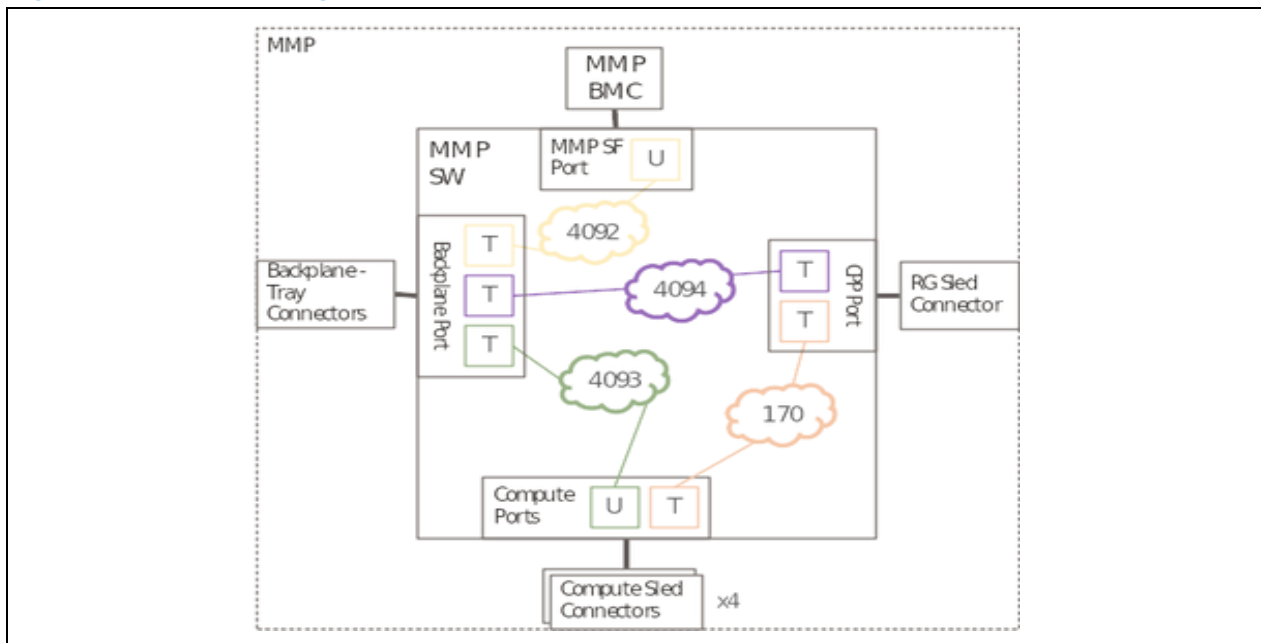 MMP
MMP
BMC
MMP
SW
MMP SF
Port
U
4092
Backplane Port
T
T
T
4094
T
T
CPP Port
Backplane -
Tray
Connectors
RG Sled
Connector
4093
170
Compute
Ports
U
T
Compute Sled
Connectors
x4